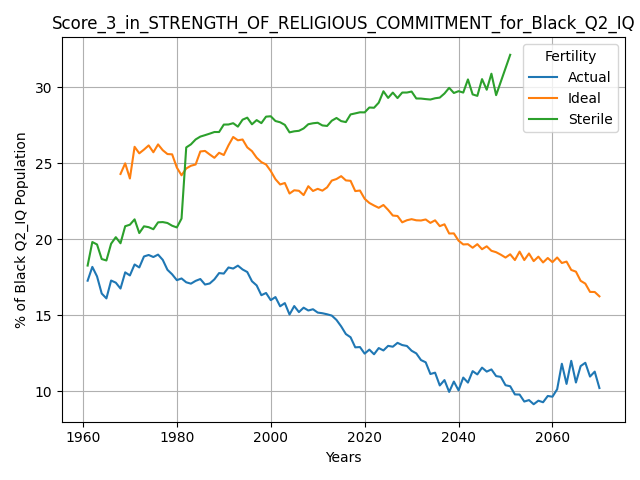 Score_3_in_STRENGTH_OF_RELIGIOUS_COMMITMENT_for_Black_Q2_IQ
Fertility
Actual
Ideal
Sterile
% of Black Q2_IQ Population
30
25
20
15
10
1960 1980 2000 2020 2040 2060
Years